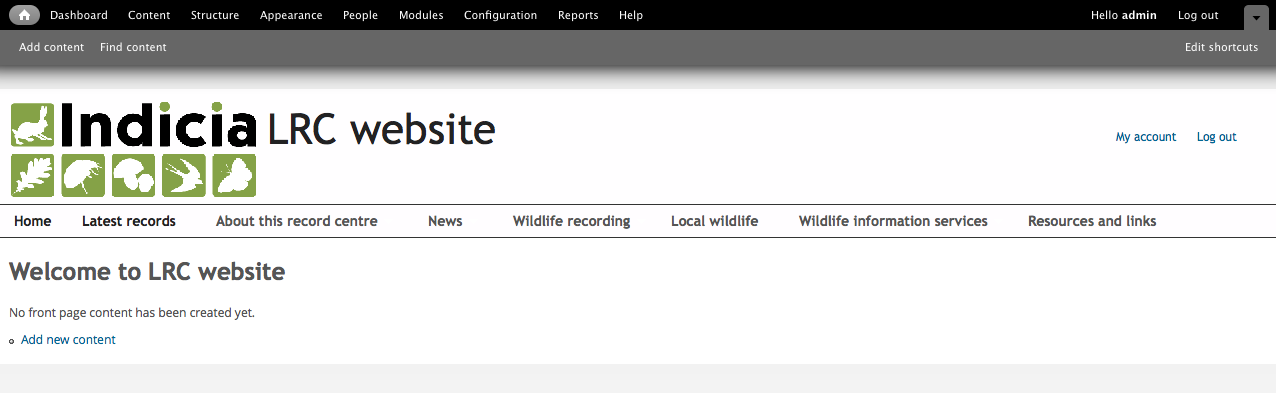 Dashboard Content Structure Appearance People Modules Configuration Reports Help Hello admin Log out
Add content Find content Edit shortcuts
Indicia LRC website
My account Log out
Home Latest records About this record centre News Wildlife recording Local wildlife Wildlife information services Resources and links
Welcome to LRC website
No front page content has been created yet.
Add new content